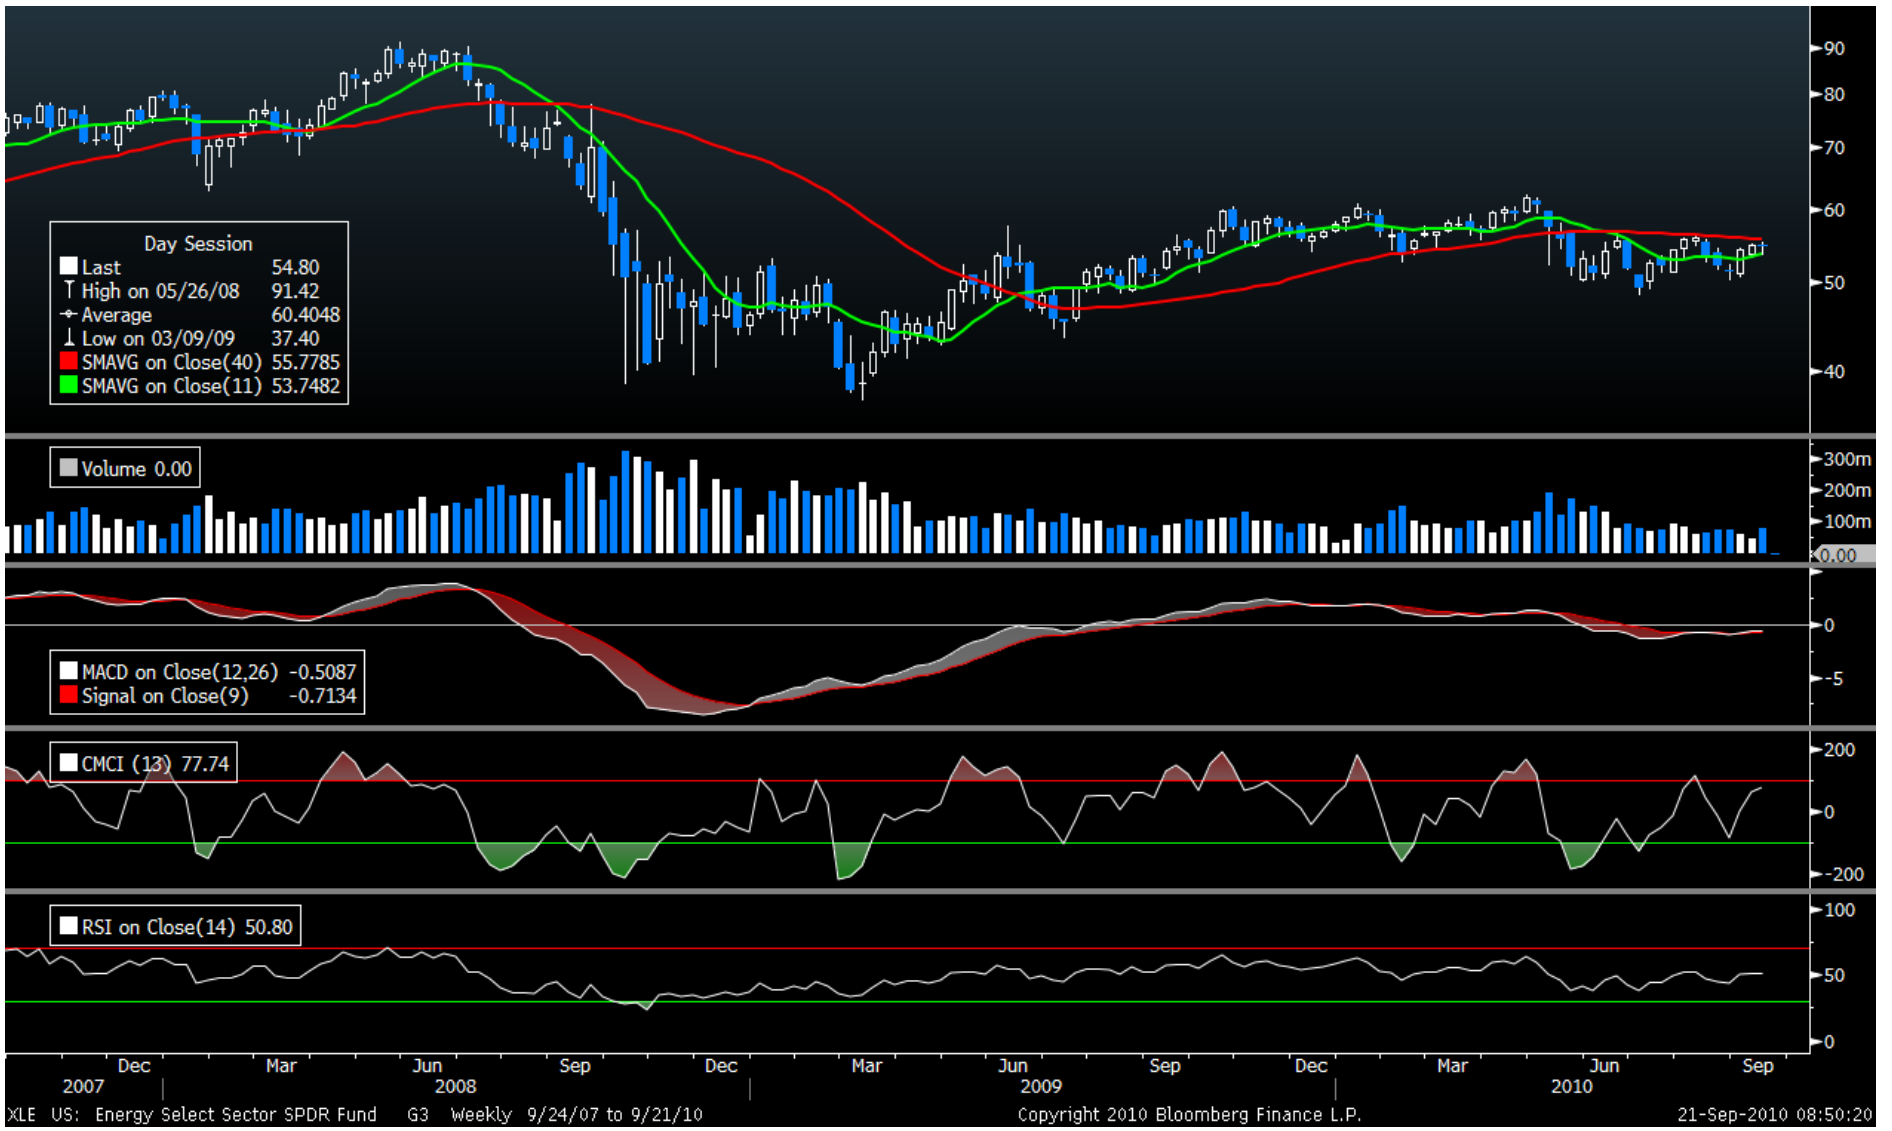 90
80
70
60
50
40
Day Session
Last 54.80
High on 05/26/08 91.42
Average 60.4048
Low on 03/09/09 37.40
SMAVG on Close(40) 55.7785
SMAVG on Close(11) 53.7482
Volume 0.00
300m
200m
100m
0.00
MACD on Close(12,26) -0.5087
Signal on Close(9) -0.7134
0
-5
CMCI (13) 77.74
200
0
-200
RSI on Close(14) 50.80
100
50
0
Dec Mar Jun Sep Dec Mar Jun Sep Dec Mar Jun Sep
2007 2008 2009 2010
XLE US: Energy Select Sector SPDR Fund G3 Weekly 9/24/07 to 9/21/10 Copyright 2010 Bloomberg Finance L.P. 21-Sep-2010 08:50:20